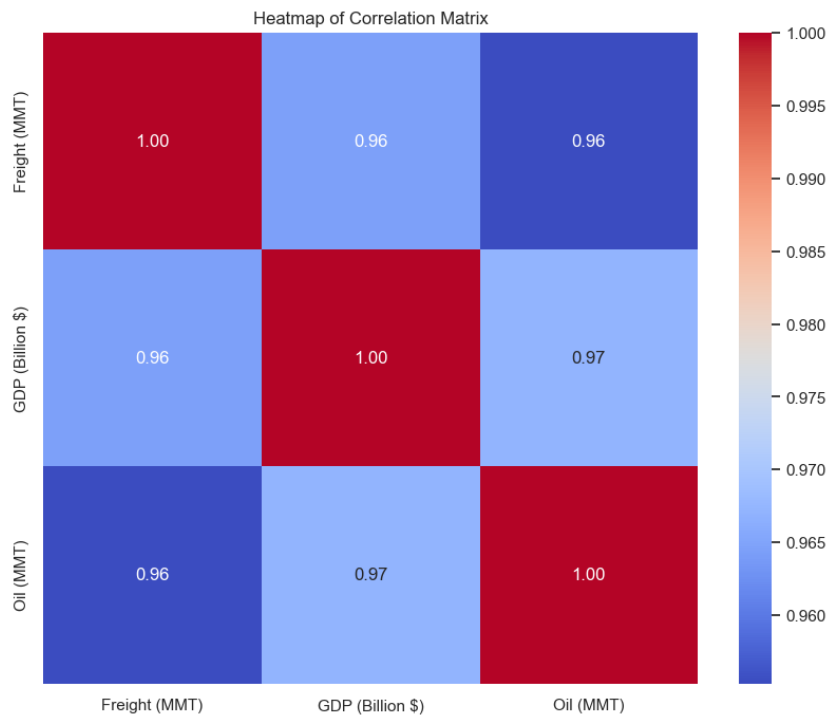 Heatmap of Correlation Matrix
Freight (MMT)
1.00 0.96 0.96
GDP (Billion $)
0.96 1.00 0.97
Oil (MMT)
0.96 0.97 1.00
Freight (MMT) GDP (Billion $) Oil (MMT)
1.000
0.995
0.990
0.985
0.980
0.975
0.970
0.965
0.960